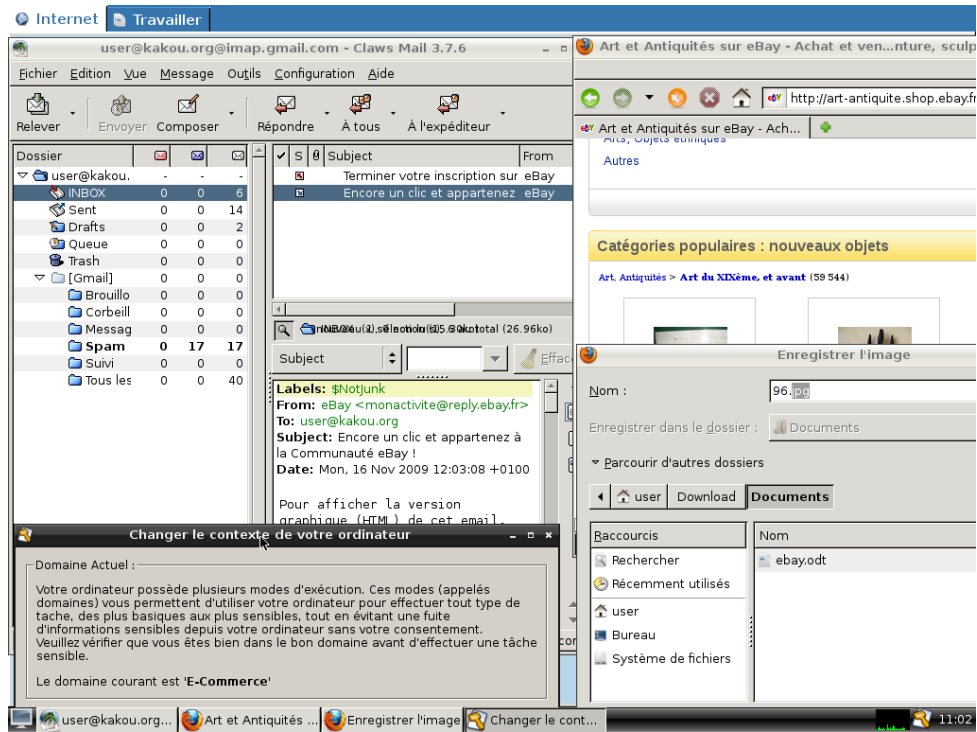 Internet
Travailler
user@kakou.org@imap.gmail.com - Claws Mail 3.7.6
Fichier Edition Vue Message Outils Configuration Aide
Relever Envoyer Composer Répondre À tous À l'expéditeur
Dossier
user@kakou. - - -
INBOX 0 0 6
Sent 0 0 14
Drafts 0 0 2
Queue 0 0 0
Trash 0 0 0
[Gmail] 0 0 0
Brouillo 0 0 0
Corbeill 0 0 0
Messag 0 0 0
Spam 0 17 17
Suivi 0 0 0
Tous les 0 0 40
S Subject From
Terminer votre inscription sur eBay
Encore un clic et appartenez eBay
total (26.96ko)
Subject
Effac
Labels: $NotJunk
From: eBay <monactivite@reply.ebay.fr>
To: user@kakou.org
Subject: Encore un clic et appartenez à
la Communauté eBay !
Date: Mon, 16 Nov 2009 12:03:08 +0100
Pour afficher la version
graphique (HTML) de cet email,
Art et Antiquités sur eBay - Achat et ven...nture, sculp
http://art-antiquite.shop.ebay.fr
Art et Antiquités sur eBay - Ach...
Arts, Objets ethniques
Autres
Catégories populaires : nouveaux objets
Art, Antiquités > Art du XIXème, et avant (59 544)
Enregistrer l'image
Nom : 96.jpg
Enregistrer dans le dossier : Documents
Parcourir d'autres dossiers
user Download Documents
Raccourcis
Rechercher
Récemment utilisés
user
Bureau
Système de fichiers
Nom
ebay.odt
Changer le contexte de votre ordinateur
Domaine Actuel :
Votre ordinateur possède plusieurs modes d'exécution. Ces modes (appelés
domaines) vous permettent d'utiliser votre ordinateur pour effectuer tout type de
tache, des plus basiques aux plus sensibles, tout en évitant une fuite
d'informations sensibles depuis votre ordinateur sans votre consentement.
Veuillez vérifier que vous êtes bien dans le bon domaine avant d'effectuer une tâche
sensible.
Le domaine courant est 'E-Commerce'
user@kakou.org... Art et Antiquités ... Enregistrer l'image Changer le cont... 11:02